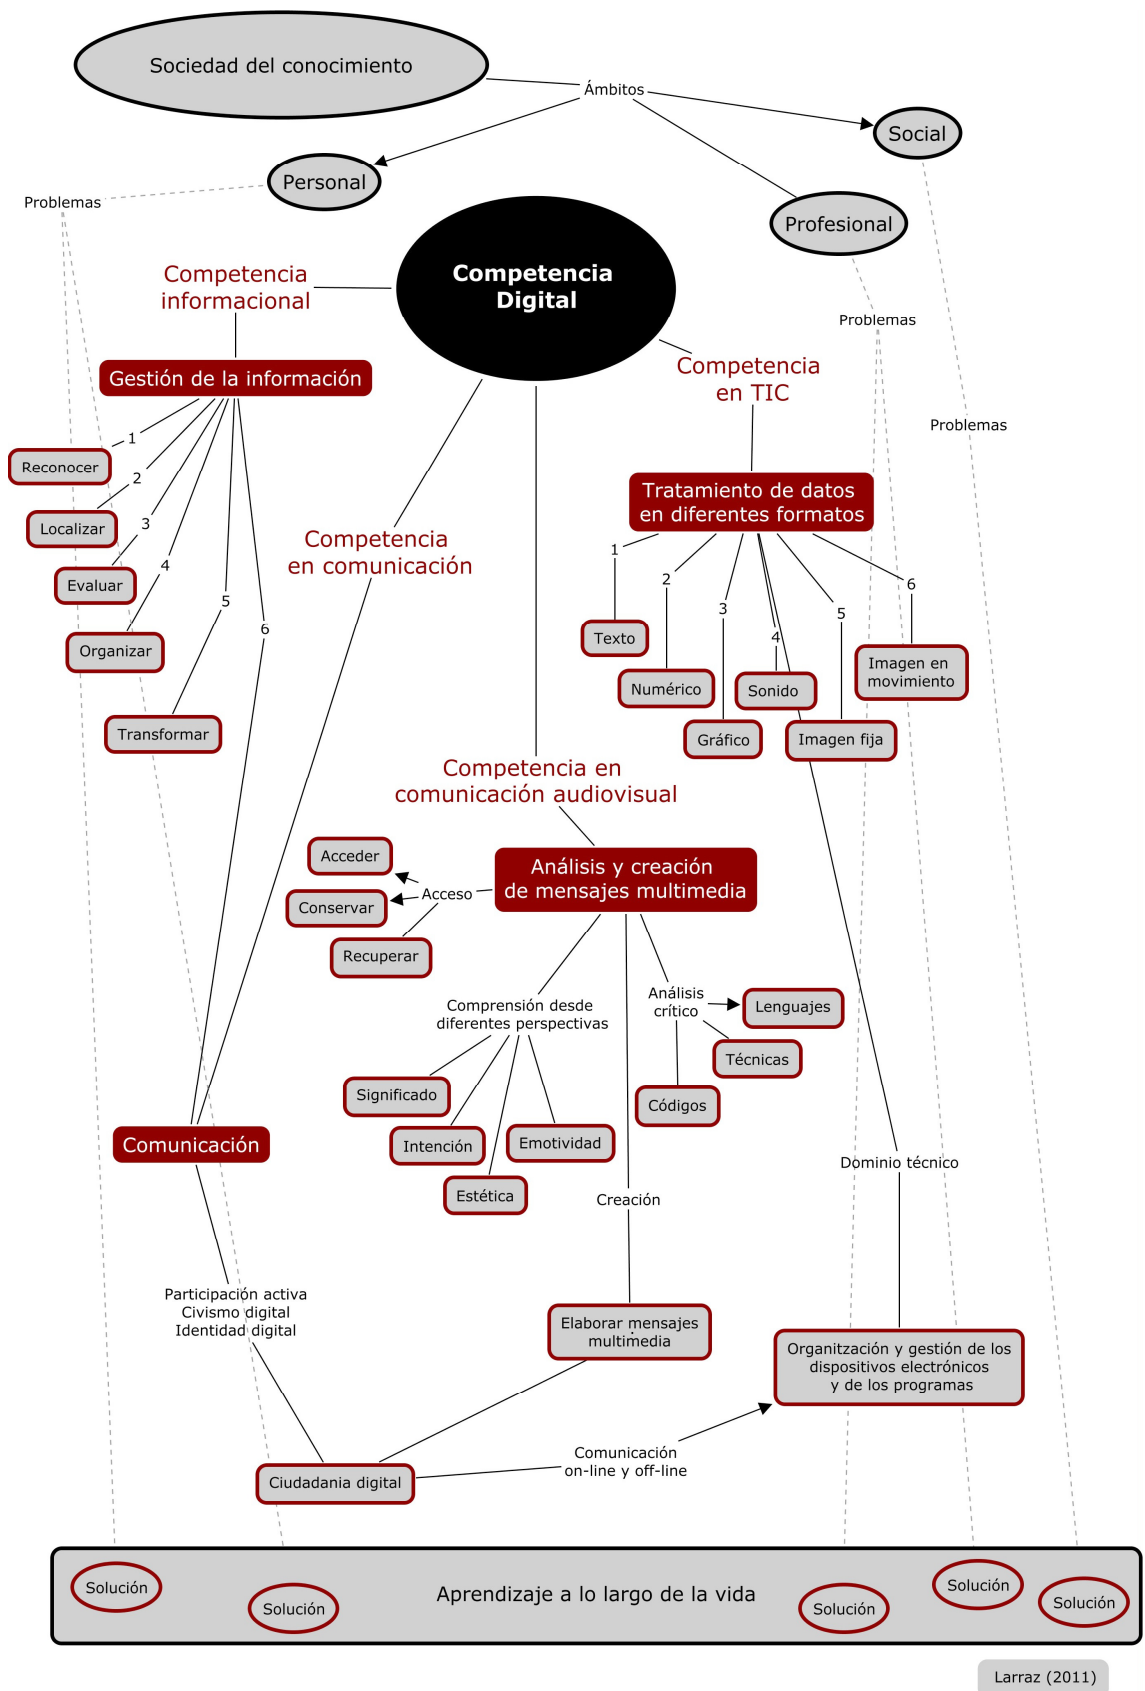 Sociedad del conocimiento
Ámbitos
Social
Personal
Problemas
Profesional
Competencia
informacional
Competencia
Digital
Problemas
Gestión de la información
Competencia
en TIC
Problemas
1
Reconocer
2
Localizar
3
Evaluar
4
Organizar
5
6
Transformar
Tratamiento de datos
en diferentes formatos
Competencia
en comunicación
1
2
3
4
5
6
Texto
Numérico
Gráfico
Sonido
Imagen fija
Imagen en
movimiento
Competencia en
comunicación audiovisual
Análisis y creación
de mensajes multimedia
Acceso
Acceder
Conservar
Recuperar
Comprensión desde
diferentes perspectivas
Análisis
crítico
Lenguajes
Técnicas
Códigos
Significado
Intención
Estética
Emotividad
Comunicación
Creación
Dominio técnico
Participación activa
Civismo digital
Identidad digital
Elaborar mensajes
multimedia
Organitzación y gestión de los
dispositivos electrónicos
y de los programas
Comunicación
on-line y off-line
Ciudadania digital
Solución
Solución
Aprendizaje a lo largo de la vida
Solución
Solución
Solución
Larraz (2011)